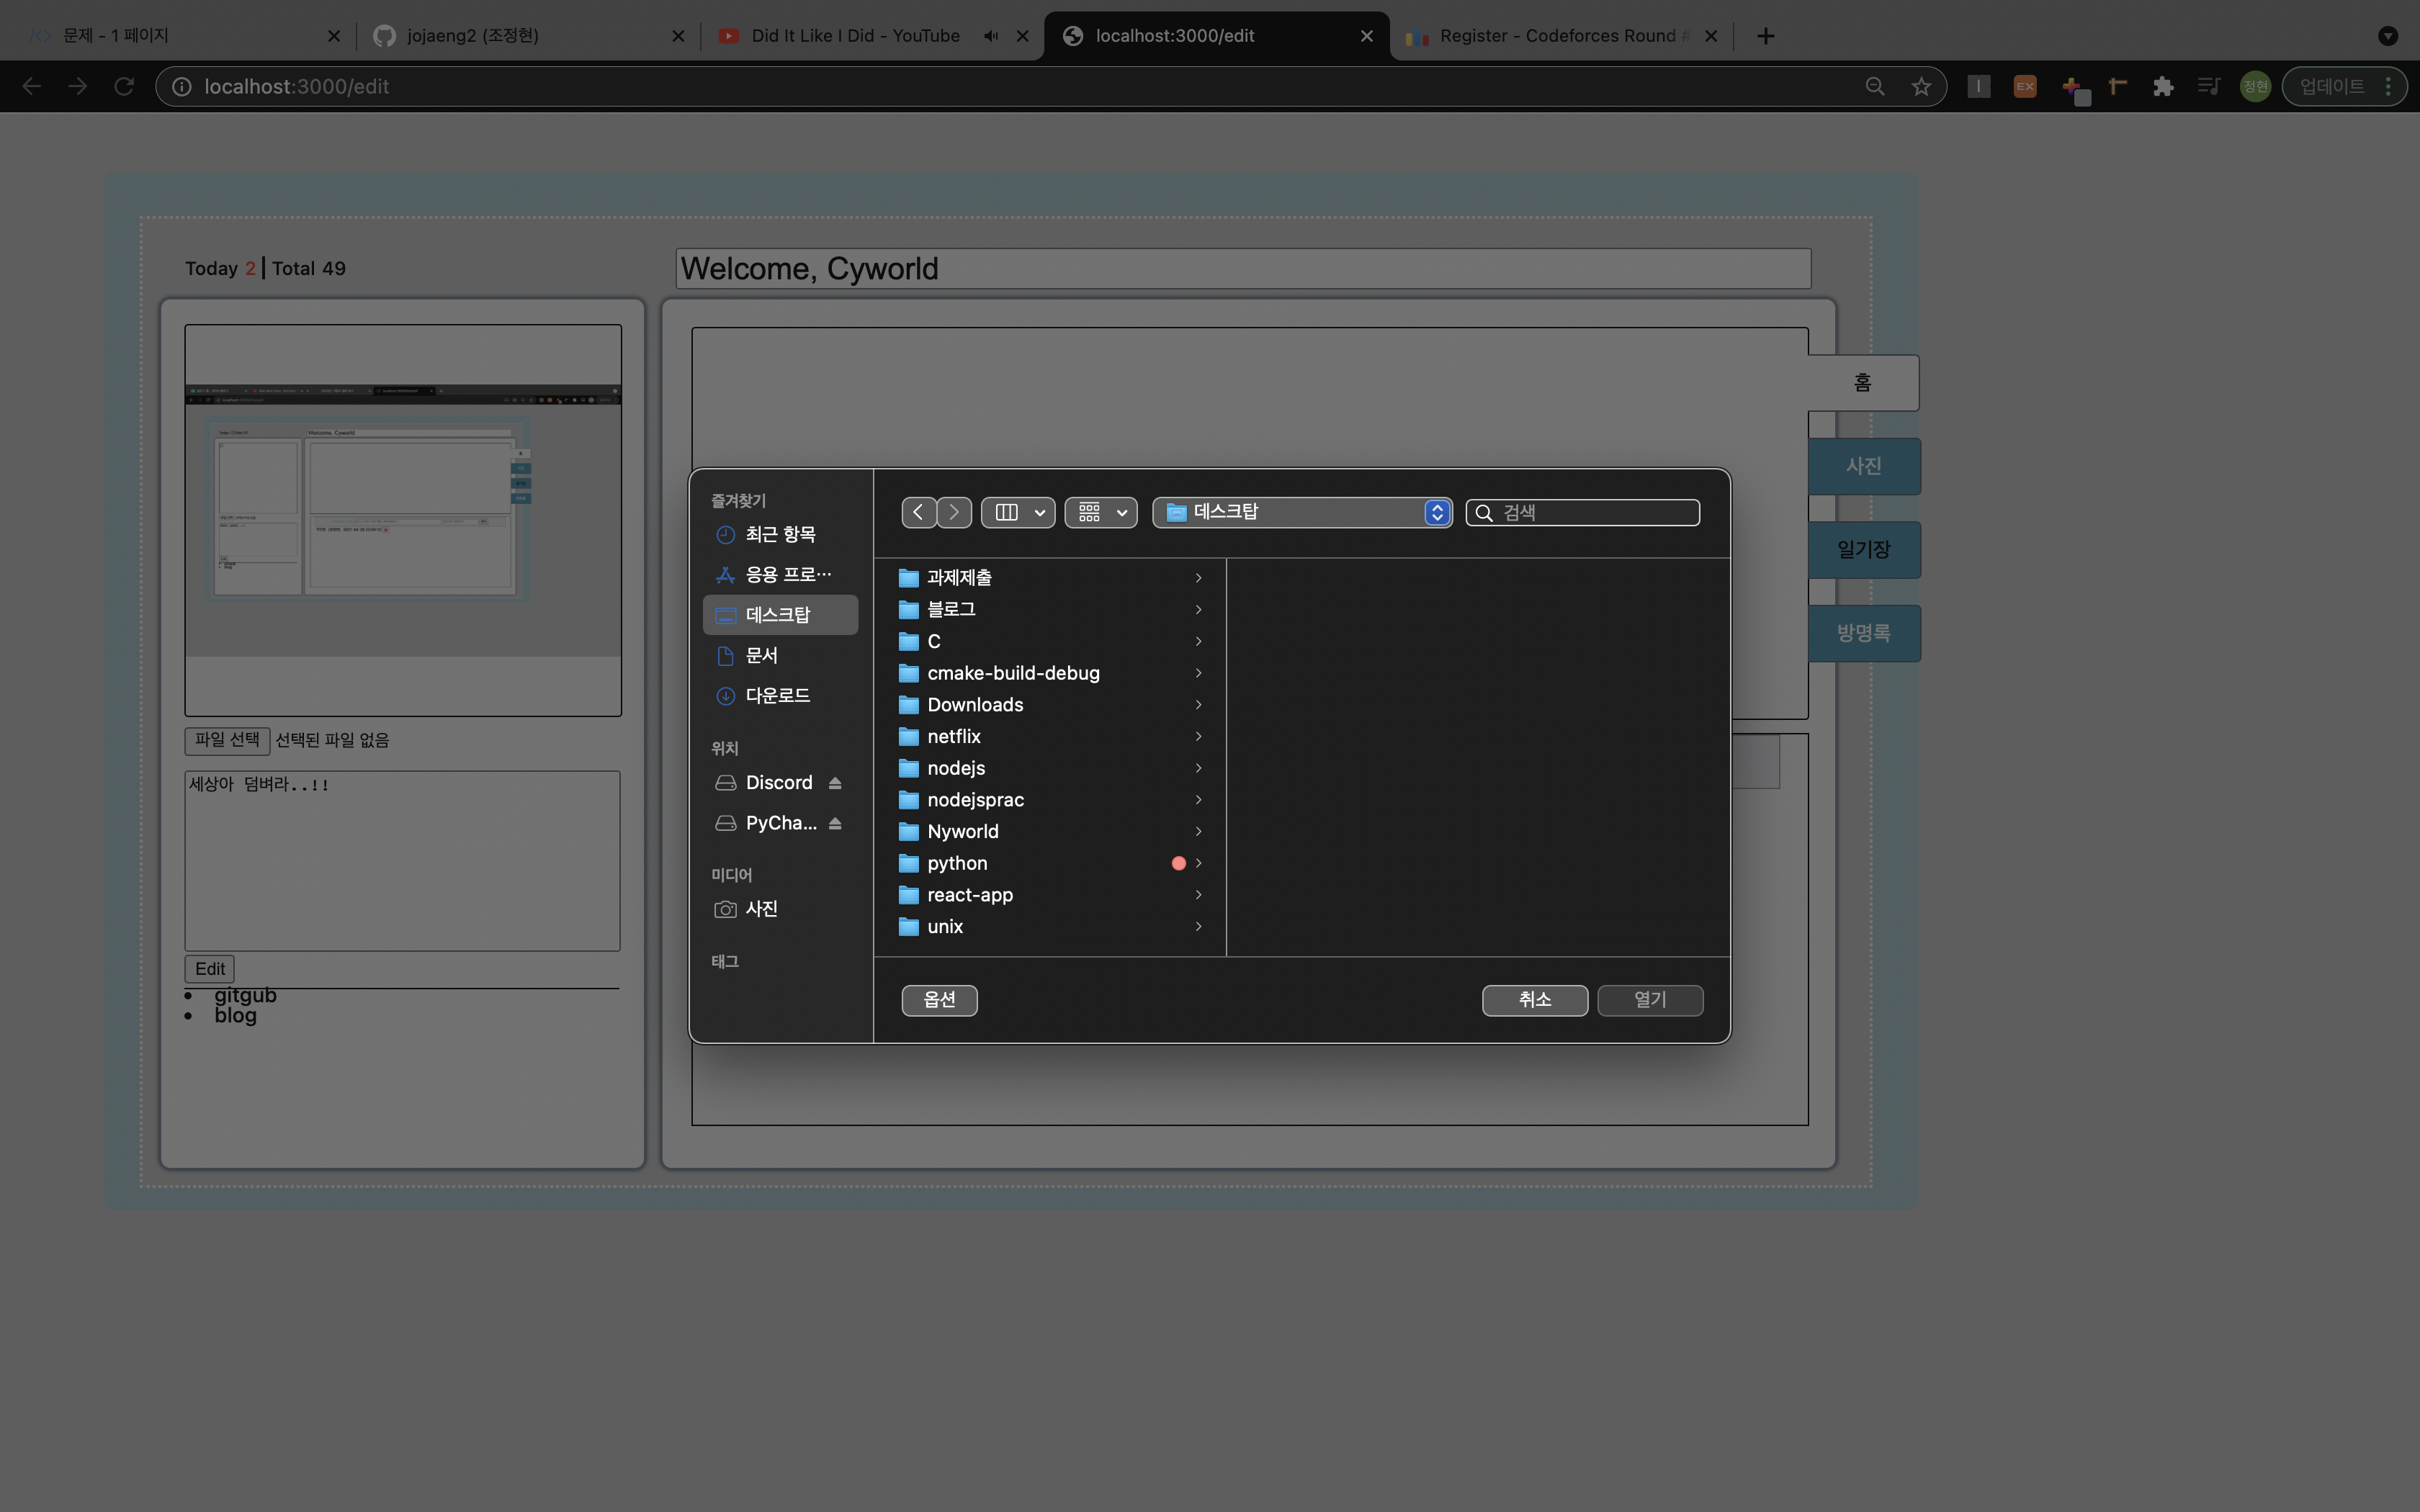 문제 - 1 페이지
jojaeng2 (조정현)
Did It Like I Did - YouTube
localhost:3000/edit
Register - Codeforces Round #
localhost:3000/edit
EX
정현
업데이트
Today 2 | Total 49
Welcome, Cyworld
Welcome, Cyworld
홈
사진
일기장
방명록
파일 선택 선택된 파일 없음
세상아 덤벼라..!!
Edit
• gitgub
• blog
즐겨찾기
최근 항목
응용 프로…
데스크탑
문서
다운로드
위치
Discord
PyCha...
미디어
사진
태그
데스크탑
검색
과제제출
블로그
C
cmake-build-debug
Downloads
netflix
nodejs
nodejsprac
Nyworld
python
react-app
unix
옵션
취소
열기